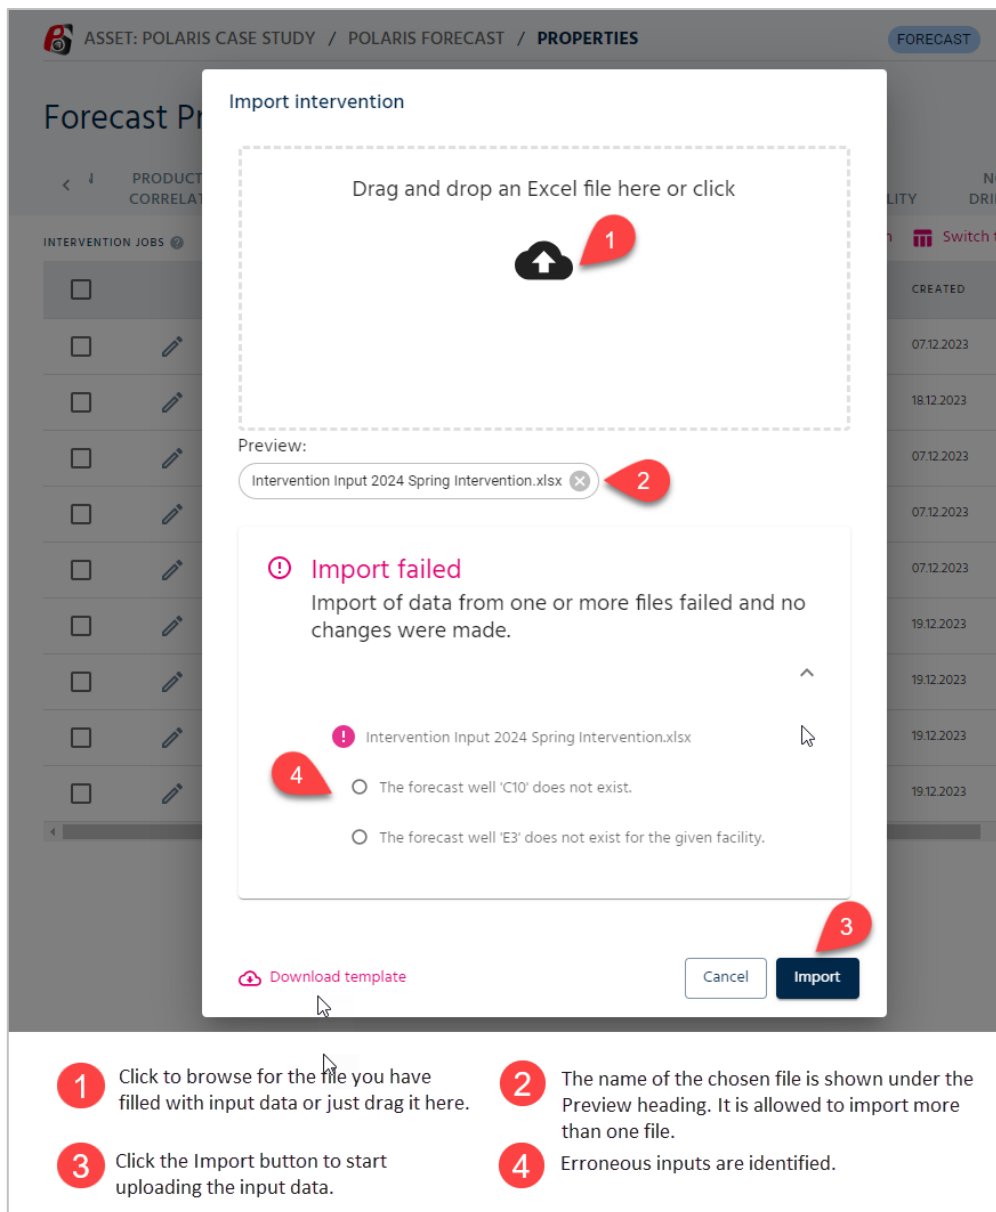 ASSET: POLARIS CASE STUDY / POLARIS FORECAST / PROPERTIES
FORECAST
Forecast Pr
PRODUCT
CORRELAT
LITY
N
DRI
INTERVENTION JOBS
n
Switch t
CREATED
07.12.2023
18.12.2023
07.12.2023
07.12.2023
07.12.2023
19.12.2023
19.12.2023
19.12.2023
19.12.2023
Import intervention
Drag and drop an Excel file here or click
1
Preview:
Intervention Input 2024 Spring Intervention.xlsx
2
Import failed
Import of data from one or more files failed and no
changes were made.
Intervention Input 2024 Spring Intervention.xlsx
4
The forecast well 'C10' does not exist.
The forecast well 'E3' does not exist for the given facility.
3
Download template
Cancel
Import
1
Click to browse for the file you have
filled with input data or just drag it here.
2
The name of the chosen file is shown under the
Preview heading. It is allowed to import more
than one file.
3
Click the Import button to start
uploading the input data.
4
Erroneous inputs are identified.